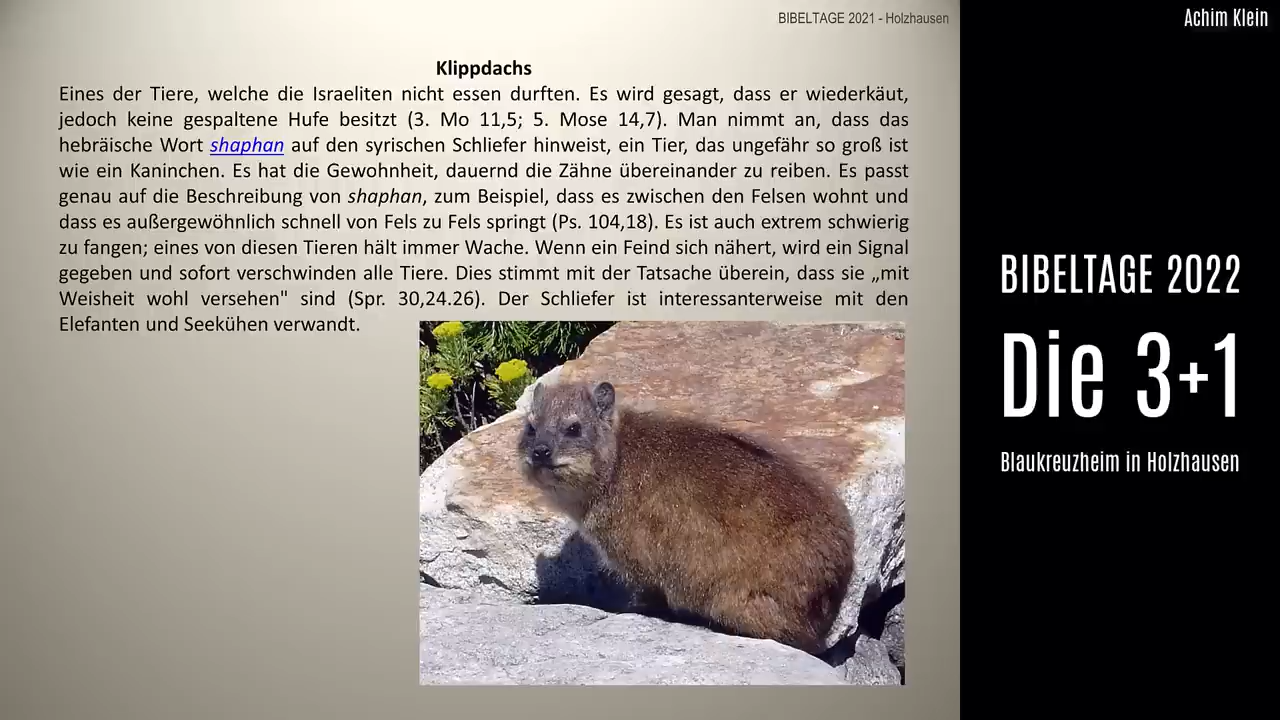 BIBELTAGE 2021 - Holzhausen
Klippdachs
Eines der Tiere, welche die Israeliten nicht essen durften. Es wird gesagt, dass er wiederkäut,
jedoch keine gespaltene Hufe besitzt (3. Mo 11,5; 5. Mose 14,7). Man nimmt an, dass das
hebräische Wort shaphan auf den syrischen Schliefer hinweist, ein Tier, das ungefähr so groß ist
wie ein Kaninchen. Es hat die Gewohnheit, dauernd die Zähne übereinander zu reiben. Es passt
genau auf die Beschreibung von shaphan, zum Beispiel, dass es zwischen den Felsen wohnt und
dass es außergewöhnlich schnell von Fels zu Fels springt (Ps. 104,18). Es ist auch extrem schwierig
zu fangen; eines von diesen Tieren hält immer Wache. Wenn ein Feind sich nähert, wird ein Signal
gegeben und sofort verschwinden alle Tiere. Dies stimmt mit der Tatsache überein, dass sie „mit
Weisheit wohl versehen" sind (Spr. 30,24.26). Der Schliefer ist interessanterweise mit den
Elefanten und Seekühen verwandt.
Achim Klein
BIBELTAGE 2022
Die 3+1
Blaukreuzheim in Holzhausen